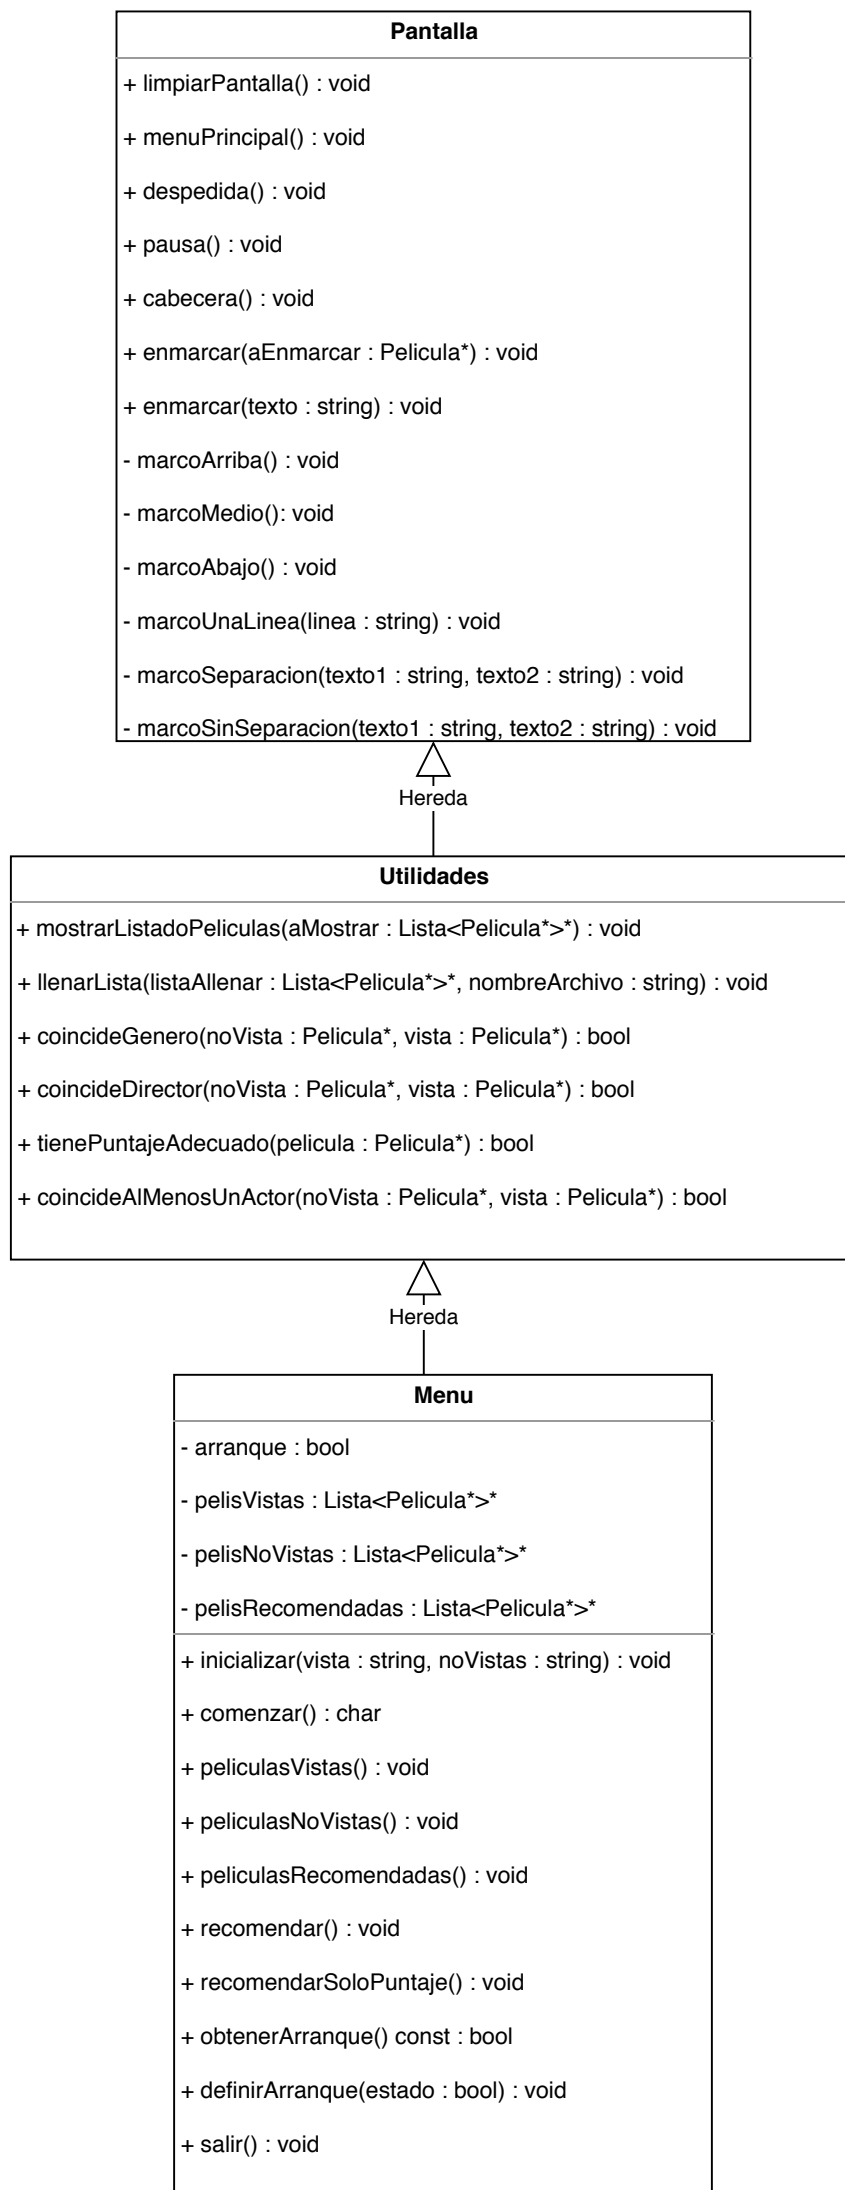 Pantalla
+ limpiarPantalla() : void
+ menuPrincipal() : void
+ despedida() : void
+ pausa() : void
+ cabecera() : void
+ enmarcar(aEnmarcar : Pelicula*) : void
+ enmarcar(texto : string) : void
- marcoArriba() : void
- marcoMedio(): void
- marcoAbajo() : void
- marcoUnaLinea(linea : string) : void
- marcoSeparacion(texto1 : string, texto2 : string) : void
- marcoSinSeparacion(texto1 : string, texto2 : string) : void
Hereda
Utilidades
+ mostrarListadoPeliculas(aMostrar : Lista<Pelicula*>*) : void
+ llenarLista(listaAllenar : Lista<Pelicula*>*, nombreArchivo : string) : void
+ coincideGenero(noVista : Pelicula*, vista : Pelicula*) : bool
+ coincideDirector(noVista : Pelicula*, vista : Pelicula*) : bool
+ tienePuntajeAdecuado(pelicula : Pelicula*) : bool
+ coincideAlMenosUnActor(noVista : Pelicula*, vista : Pelicula*) : bool
Hereda
Menu
- arranque : bool
- pelisVistas : Lista<Pelicula*>*
- pelisNoVistas : Lista<Pelicula*>*
- pelisRecomendadas : Lista<Pelicula*>*
+ inicializar(vista : string, noVistas : string) : void
+ comenzar() : char
+ peliculasVistas() : void
+ peliculasNoVistas() : void
+ peliculasRecomendadas() : void
+ recomendar() : void
+ recomendarSoloPuntaje() : void
+ obtenerArranque() const : bool
+ definirArranque(estado : bool) : void
+ salir() : void